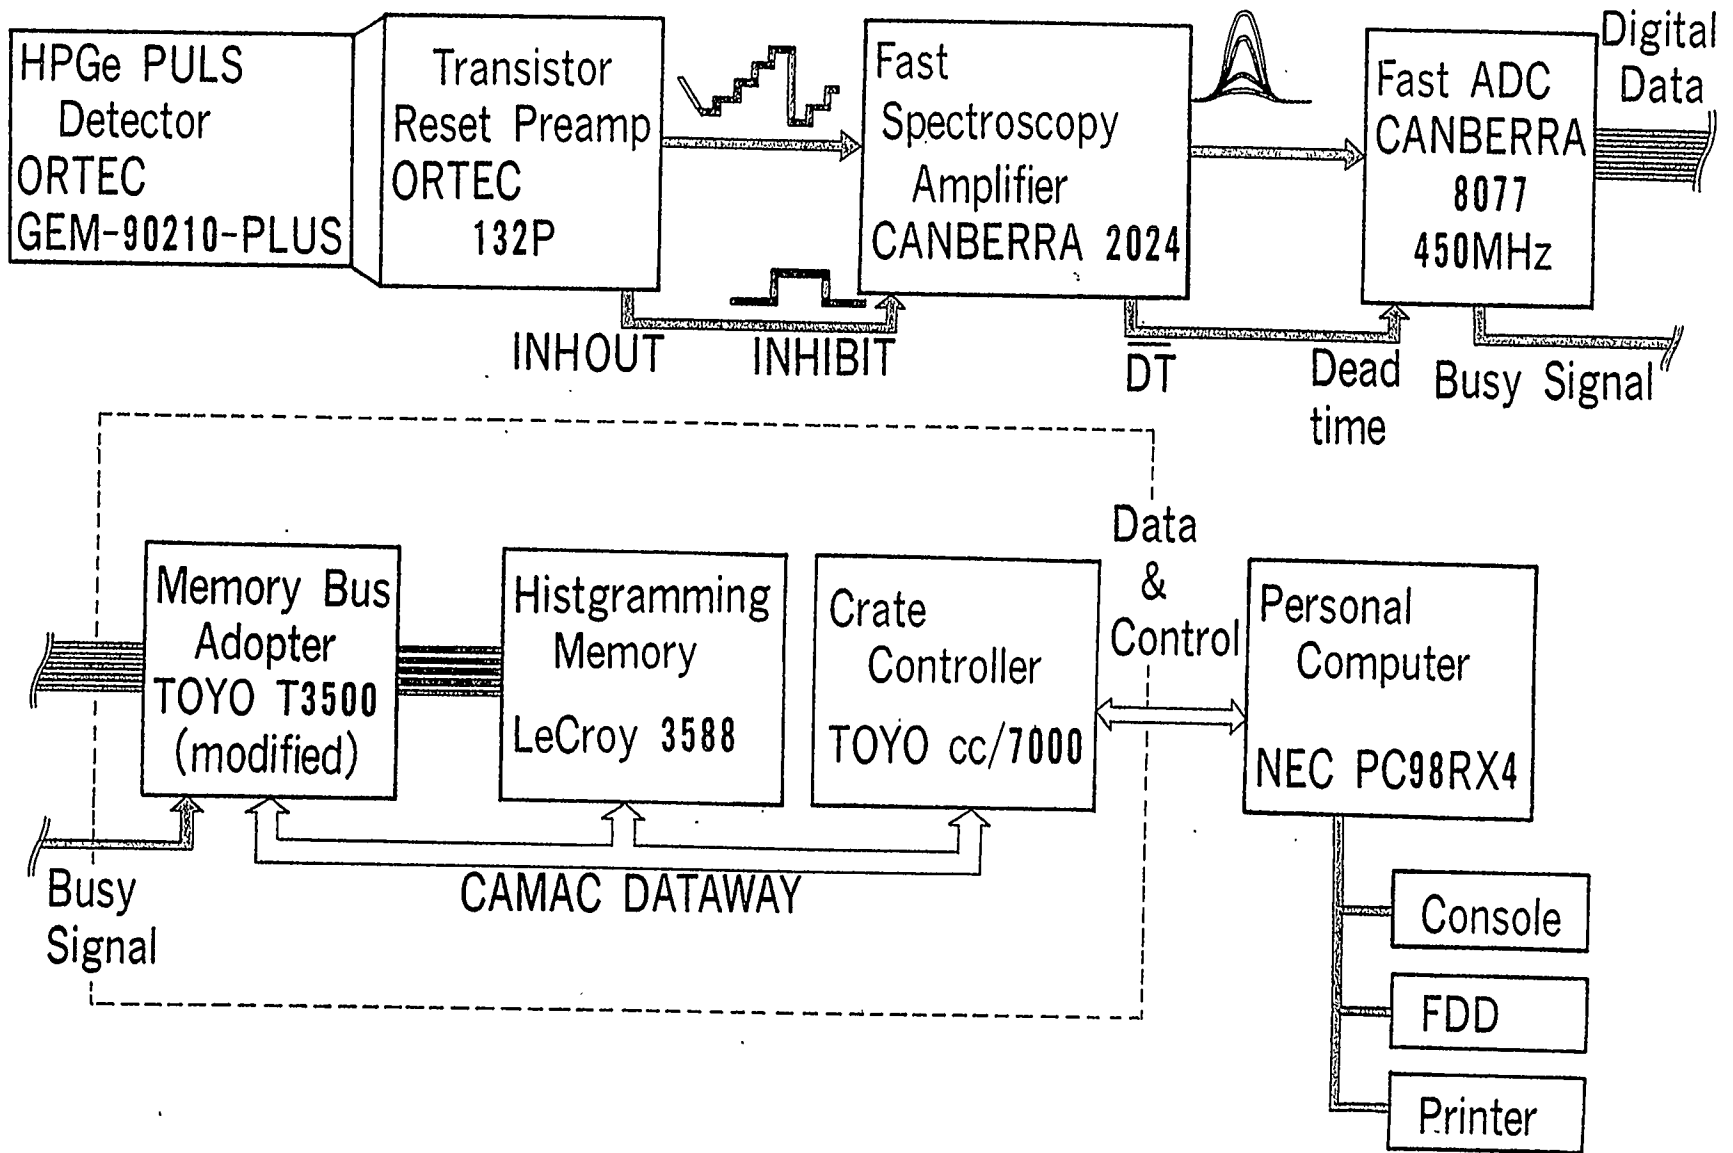 HPGe PULS
Detector
ORTEC
GEM-90210-PLUS
Transistor
Reset Preamp
ORTEC
132P
Fast
Spectroscopy
Amplifier
CANBERRA 2024
Fast ADC
CANBERRA
8077
450MHz
Digital
Data
INHOUT
INHIBIT
DT
Dead
time
Busy Signal
Memory Bus
Adopter
TOYO T3500
(modified)
Histgramming
Memory
LeCroy 3588
Crate
Controller
TOYO cc/7000
Data
&
Control
Personal
Computer
NEC PC98RX4
Busy
Signal
CAMAC DATAWAY
Console
FDD
Printer